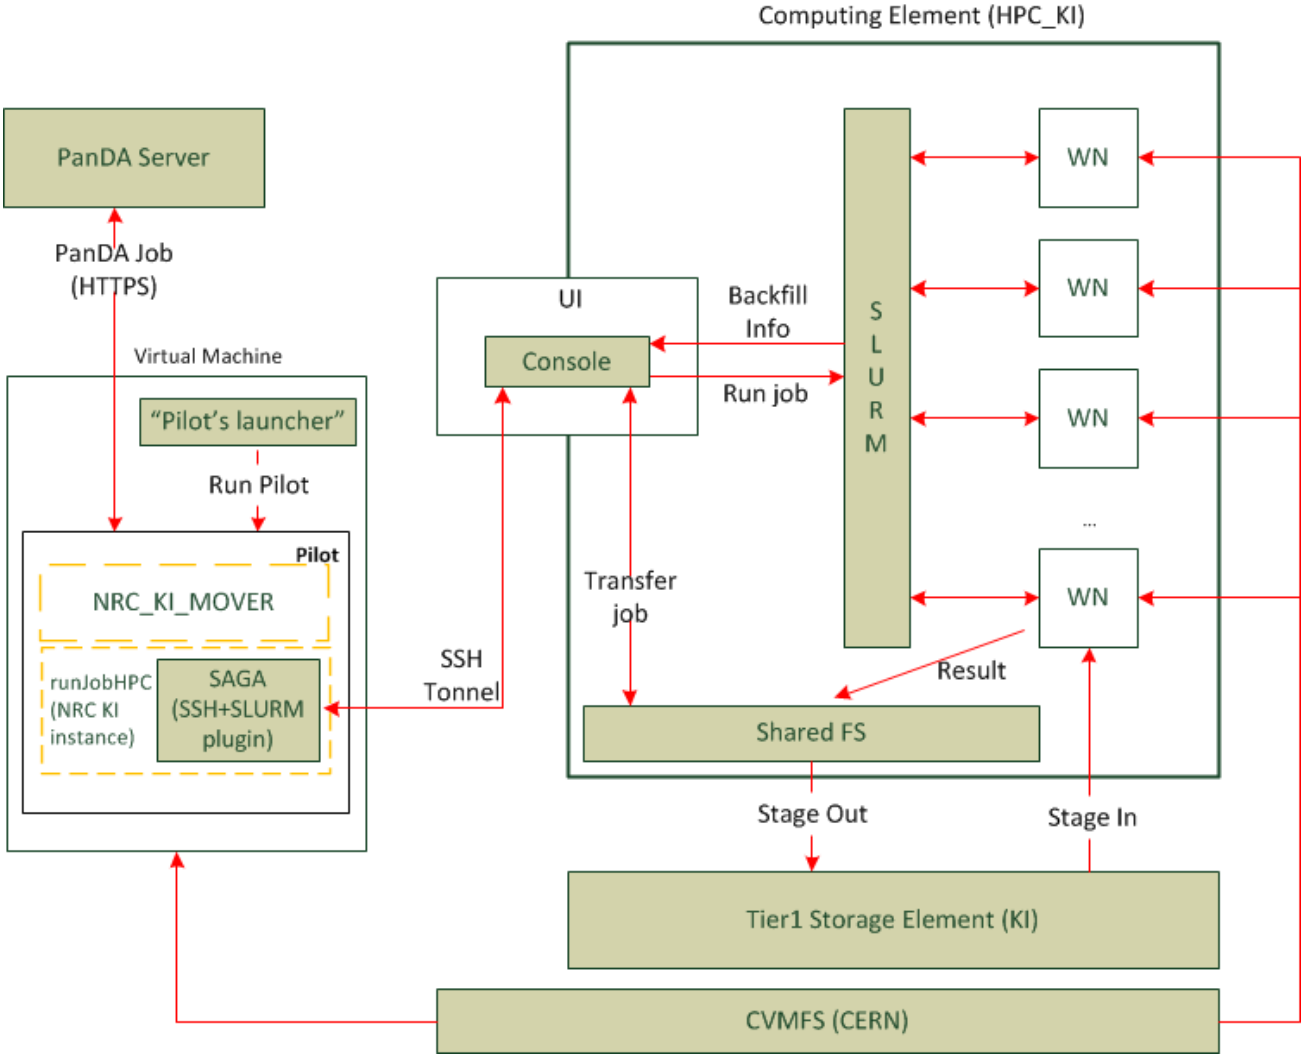 Computing Element (HPC_KI)
PanDA Server
PanDA Job
(HTTPS)
Virtual Machine
“Pilot’s launcher”
Run Pilot
Pilot
NRC_KI_MOVER
runJobHPC
(NRC KI
instance)
SAGA
(SSH+SLURM
plugin)
SSH
Tonnel
UI
Console
Backfill
Info
Run job
Transfer
job
S
L
U
R
M
WN
WN
WN
...
WN
Result
Shared FS
Stage Out
Stage In
Tier1 Storage Element (KI)
CVMFS (CERN)